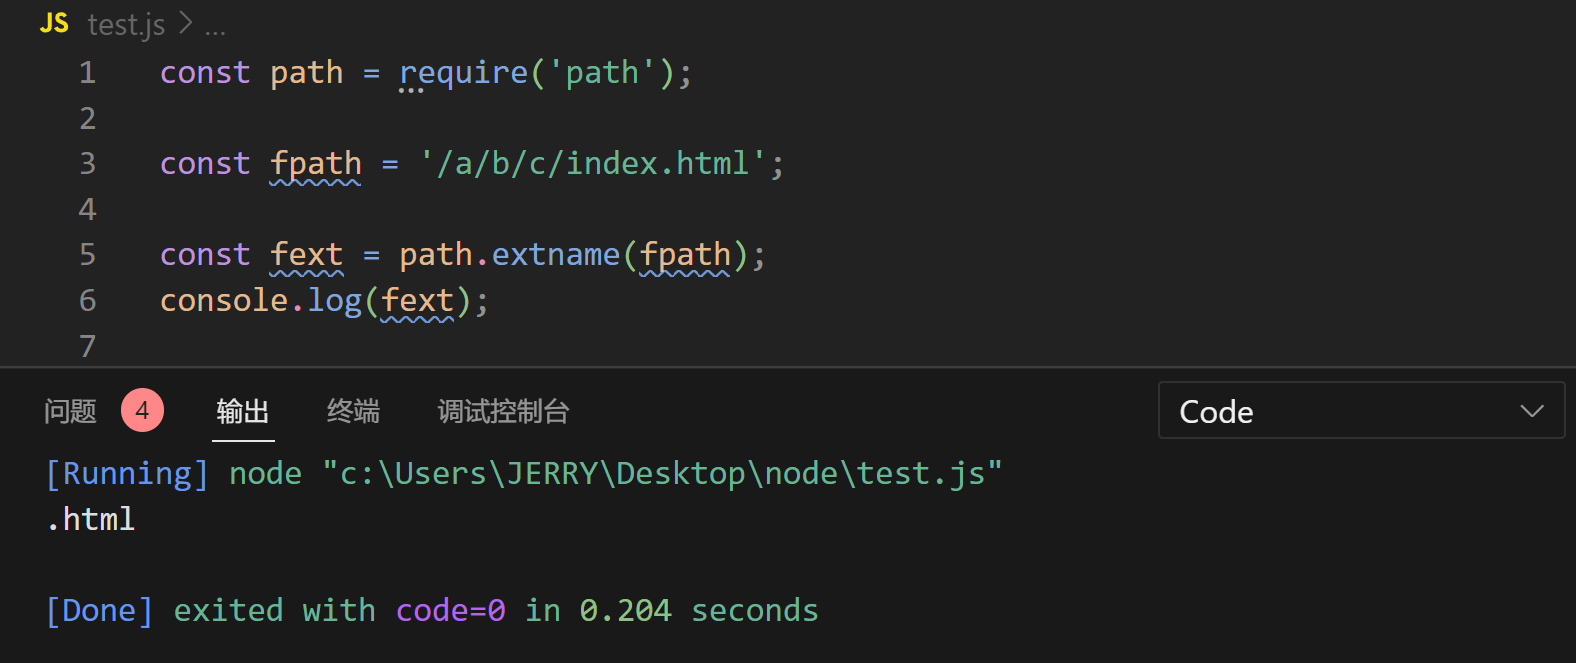 JS test.js > ...
1 const path = require('path');
2
3 const fpath = '/a/b/c/index.html';
4
5 const fext = path.extname(fpath);
6 console.log(fext);
7
问题 4 输出 终端 调试控制台 Code
[Running] node "c:\Users\JERRY\Desktop\node\test.js"
.html
[Done] exited with code=0 in 0.204 seconds